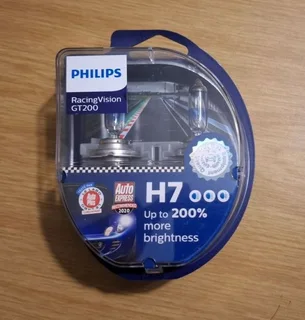 PHILIPS
RacingVision
GT200
Auto
EXPRESS
2020
H7
Up to 200%
more
brightness